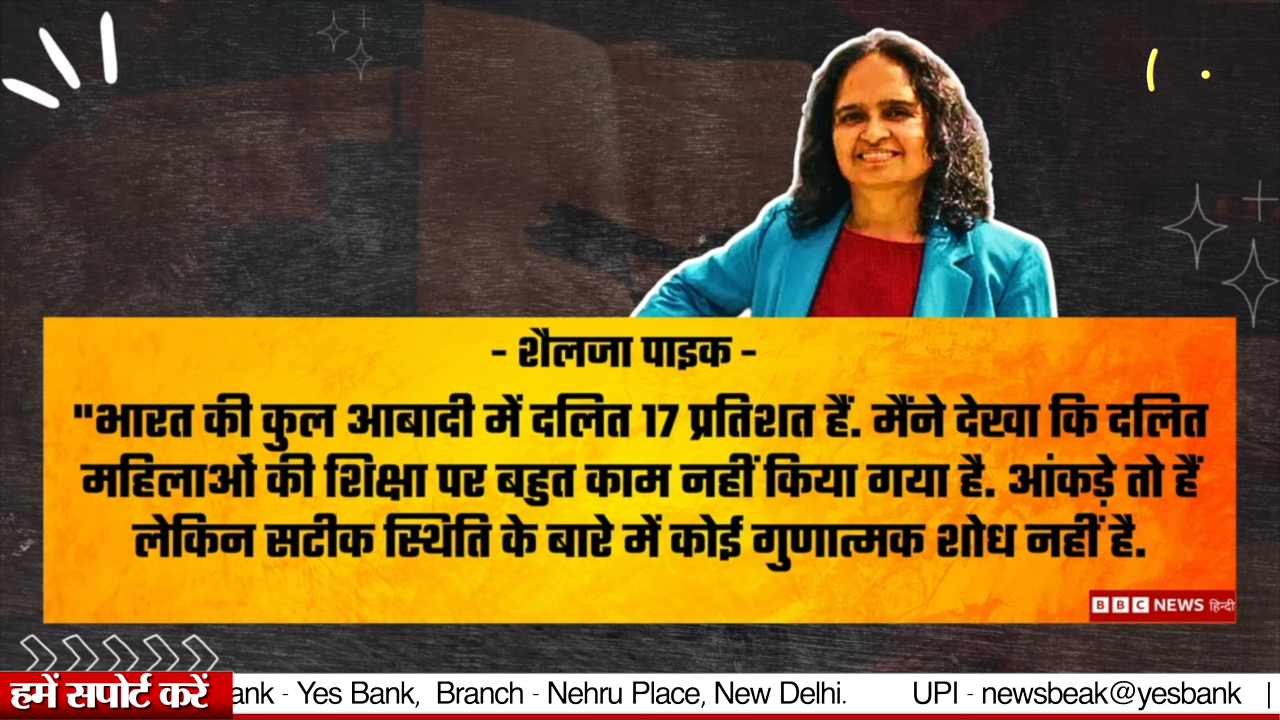 - शैलजा पाइक -
"भारत की कुल आबादी में दलित 17 प्रतिशत हैं. मैंने देखा कि दलित
महिलाओं की शिक्षा पर बहुत काम नहीं किया गया है. आंकड़े तो हैं
लेकिन सटीक स्थिति के बारे में कोई गुणात्मक शोध नहीं है.
BBC NEWS हिन्दी
हमें सपोर्ट करें ank - Yes Bank, Branch - Nehru Place, New Delhi. UPI - newsbeak@yesbank |